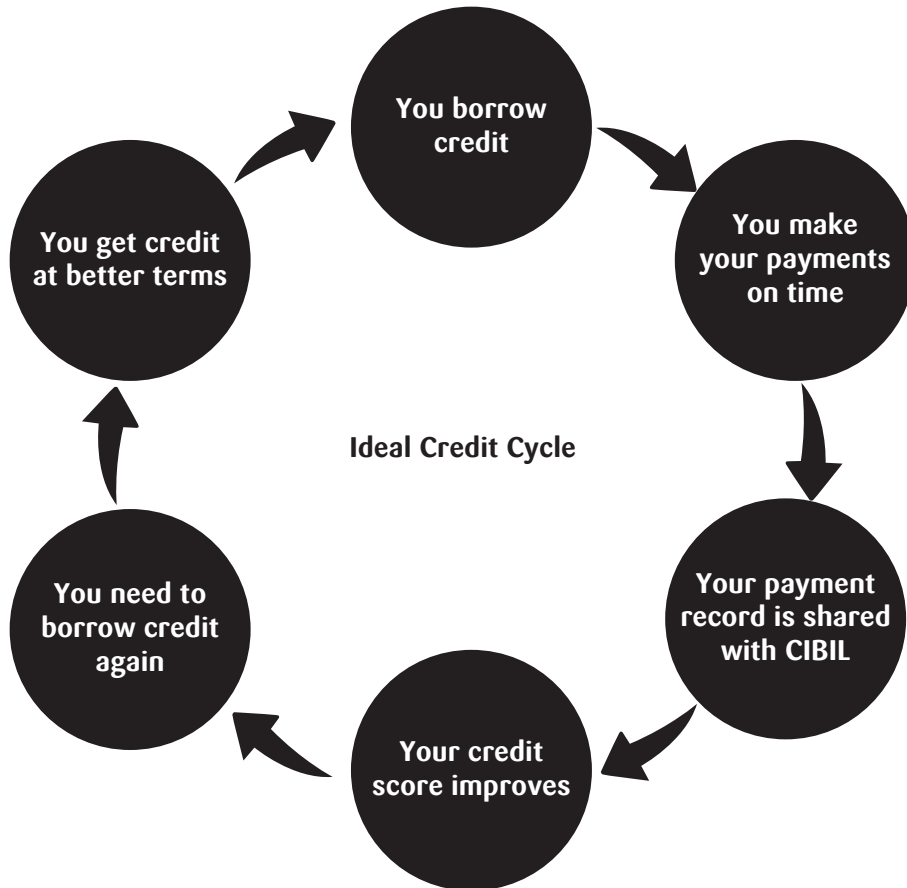 You borrow
credit
You make
your payments
on time
Your payment
record is shared
with CIBIL
Your credit
score improves
You need to
borrow credit
again
You get credit
at better terms
Ideal Credit Cycle